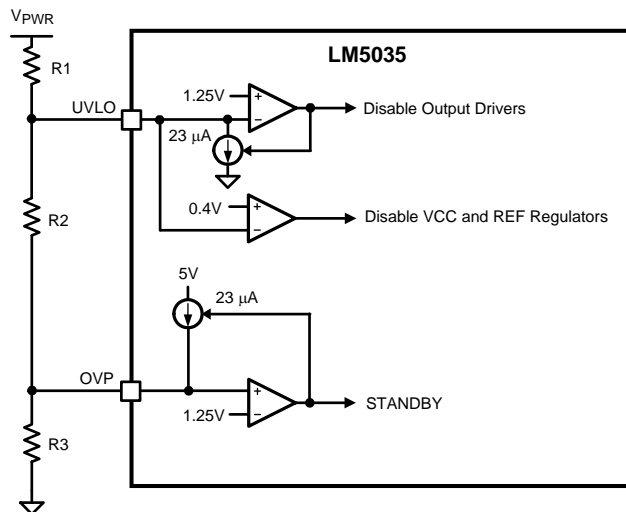 VPWR
LM5035
R1
1.25V
+
UVLO
−
Disable Output Drivers
23 μA
0.4V
+
−
Disable VCC and REF Regulators
R2
5V
23 μA
OVP
+
1.25V
−
STANDBY
R3